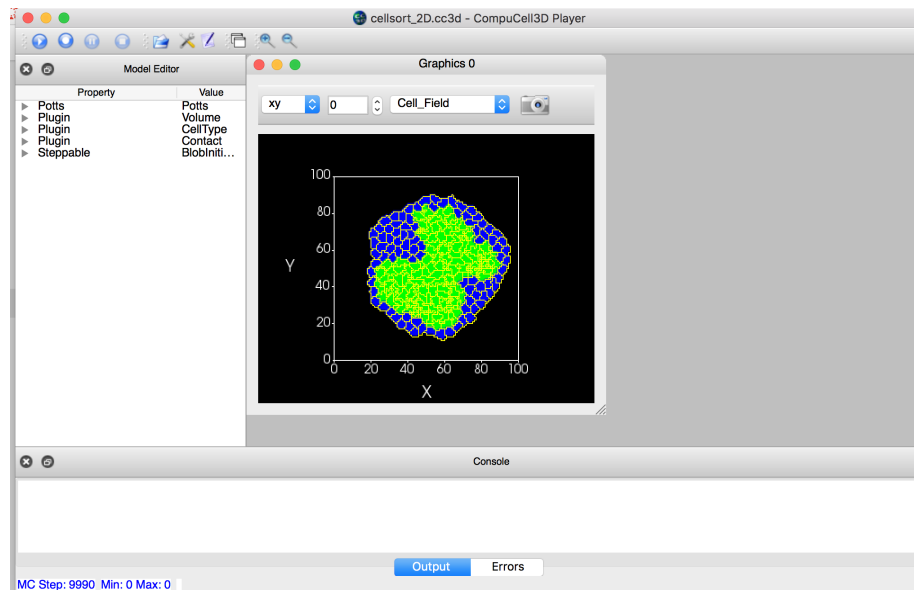 cellsort_2D.cc3d - CompuCell3D Player
Model Editor
Graphics 0
Property Value
Potts Potts
Plugin Volume
Plugin CellType
Plugin Contact
Steppable BlobIniti...
xy 0 Cell_Field
100
80
60
Y
40
20
0
0 20 40 60 80 100
X
Console
Output Errors
MC Step: 9990 Min: 0 Max: 0